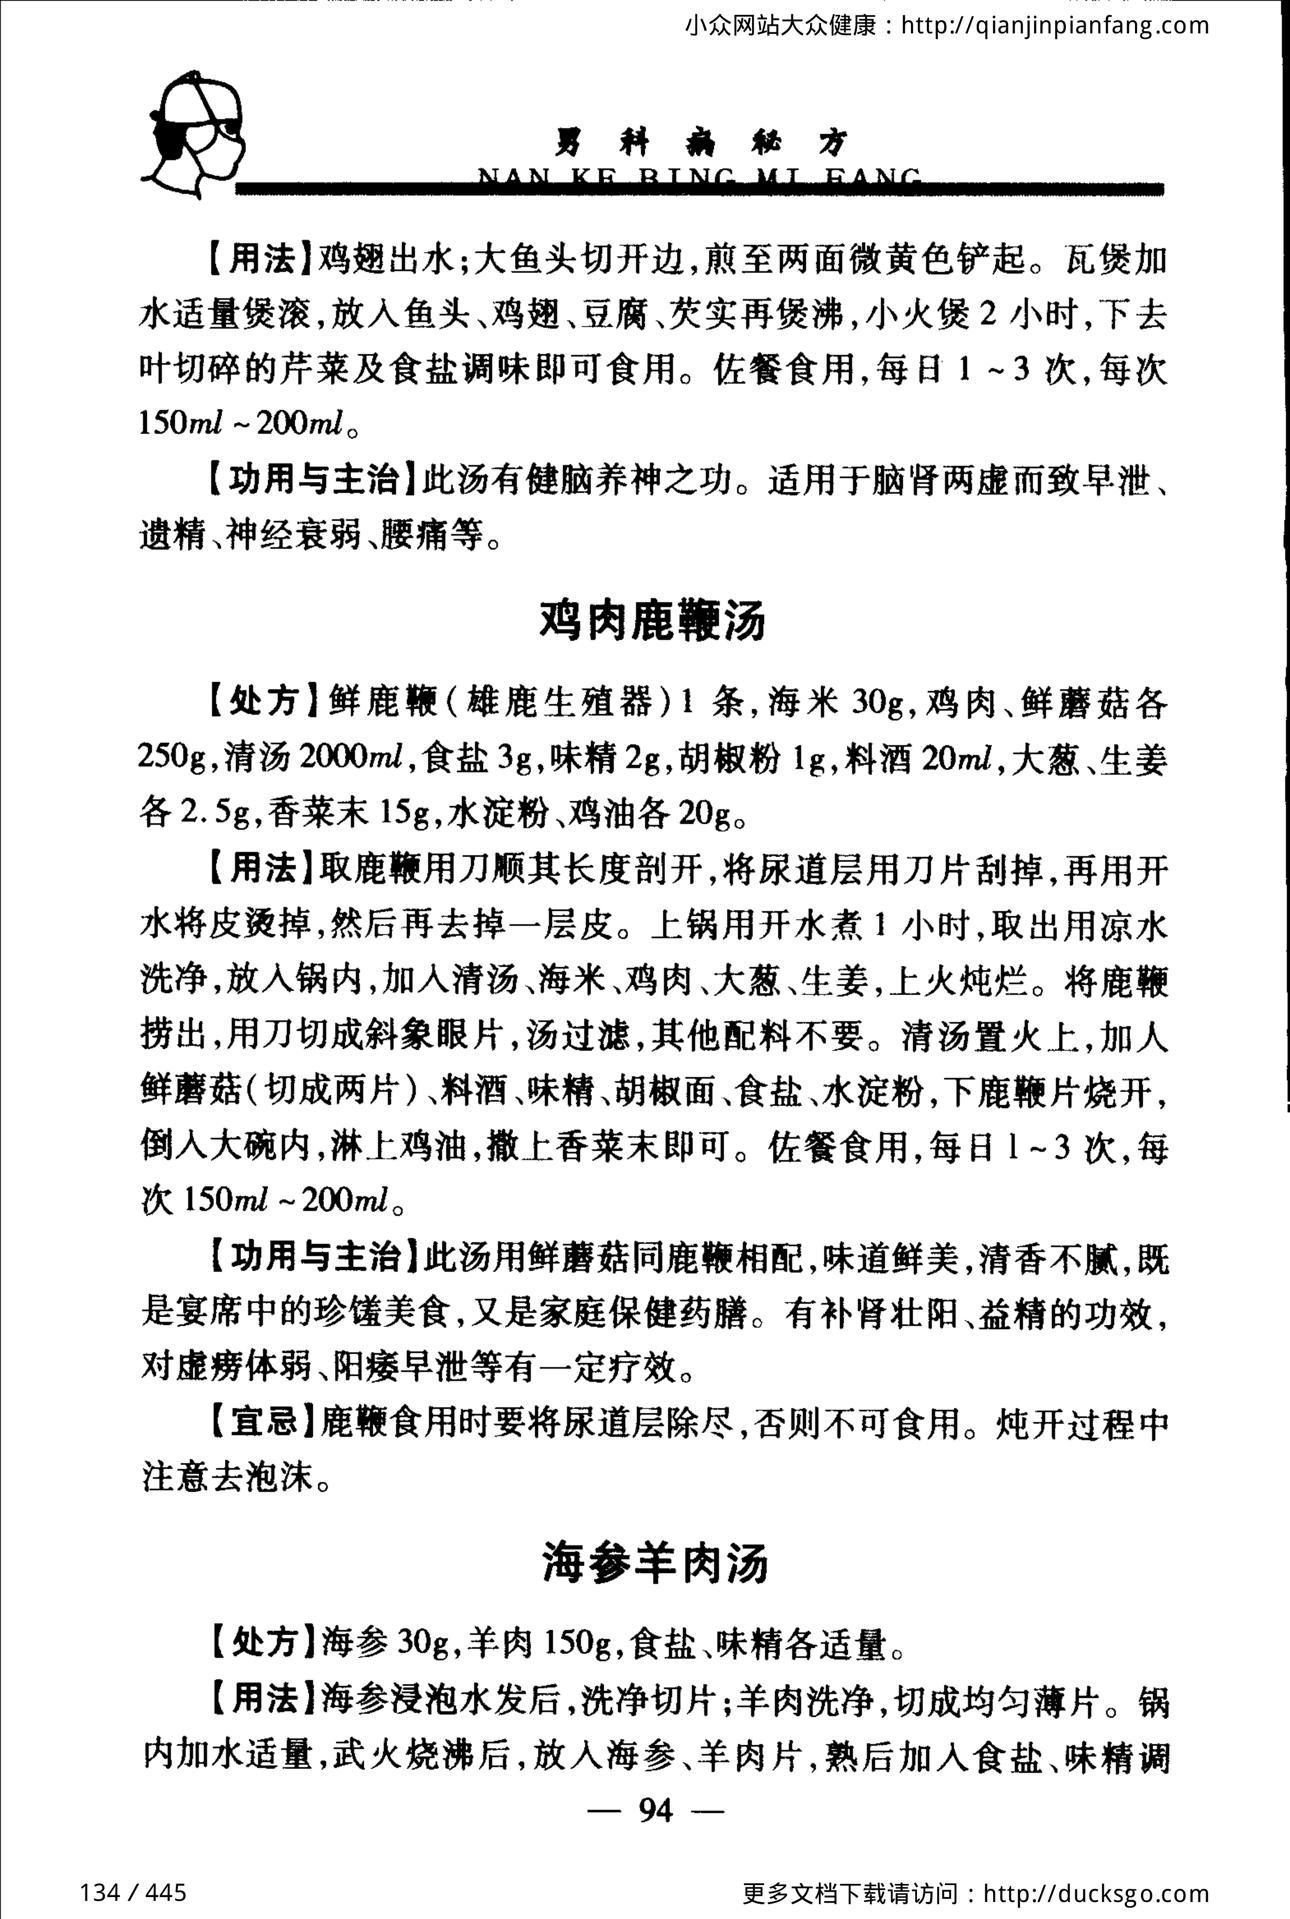 小众网站大众健康：http://qianjinpianfang.com
男科病秘方
NAN KE BING MI FANG
【用法】鸡翅出水；大鱼头切开边，煎至两面微黄色铲起。瓦煲加
水适量煲滚，放入鱼头、鸡翅、豆腐、芡实再煲沸，小火煲 2 小时，下去
叶切碎的芹菜及食盐调味即可食用。佐餐食用，每日 1 ~ 3 次，每次
150ml ~ 200ml。
【功用与主治】此汤有健脑养神之功。适用于脑肾两虚而致早泄、
遗精、神经衰弱、腰痛等。
鸡肉鹿鞭汤
【处方】鲜鹿鞭（雄鹿生殖器）1 条，海米 30g，鸡肉、鲜蘑菇各
250g，清汤 2000ml，食盐 3g，味精 2g，胡椒粉 1g，料酒 20ml，大葱、生姜
各 2.5g，香菜末 15g，水淀粉、鸡油各 20g。
【用法】取鹿鞭用刀顺其长度剖开，将尿道层用刀片刮掉，再用开
水将皮烫掉，然后再去掉一层皮。上锅用开水煮 1 小时，取出用凉水
洗净，放入锅内，加入清汤、海米、鸡肉、大葱、生姜，上火炖烂。将鹿鞭
捞出，用刀切成斜象眼片，汤过滤，其他配料不要。清汤置火上，加入
鲜蘑菇（切成两片）、料酒、味精、胡椒面、食盐、水淀粉，下鹿鞭片烧开，
倒入大碗内，淋上鸡油，撒上香菜末即可。佐餐食用，每日 1 ~ 3 次，每
次 150ml ~ 200ml。
【功用与主治】此汤用鲜蘑菇同鹿鞭相配，味道鲜美，清香不腻，既
是宴席中的珍馐美食，又是家庭保健药膳。有补肾壮阳、益精的功效，
对虚痨体弱、阳痿早泄等有一定疗效。
【宜忌】鹿鞭食用时要将尿道层除尽，否则不可食用。炖开过程中
注意去泡沫。
海参羊肉汤
【处方】海参 30g，羊肉 150g，食盐、味精各适量。
【用法】海参浸泡水发后，洗净切片；羊肉洗净，切成均匀薄片。锅
内加水适量，武火烧沸后，放入海参、羊肉片，熟后加入食盐、味精调
— 94 —
134 / 445
更多文档下载请访问：http://ducksgo.com